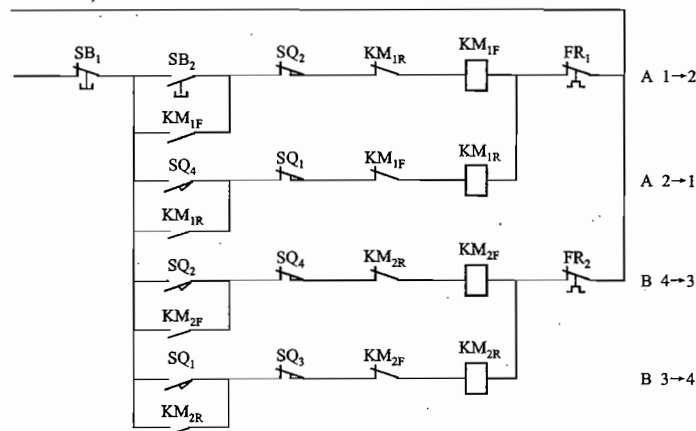 SB₁ SB₂ SQ₂ KM₁R KM₁F FR₁ A 1→2
KM₁F
SQ₄ SQ₁ KM₁F KM₁R A 2→1
KM₁R
SQ₂ SQ₄ KM₂R KM₂F FR₂ B 4→3
KM₂F
SQ₁ SQ₃ KM₂F KM₂R B 3→4
KM₂R